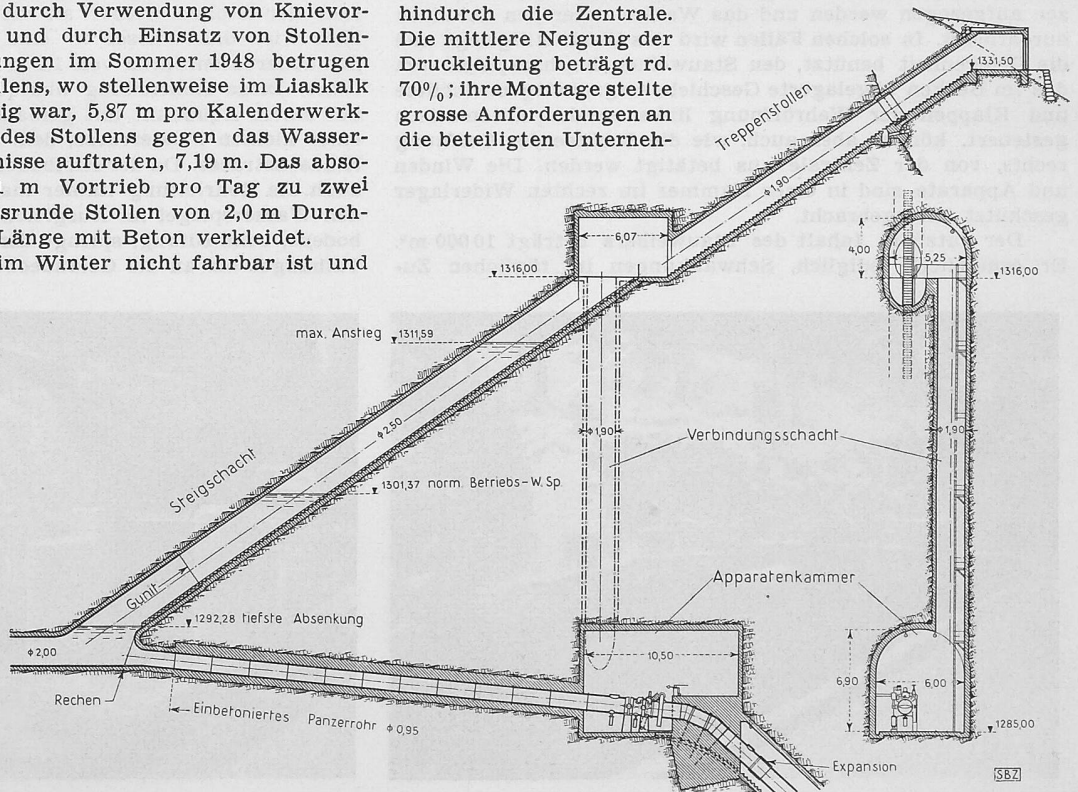 durch Verwendung von Knievor-
und durch Einsatz von Stollen-
ngen im Sommer 1948 betrugen
llens, wo stellenweise im Liaskalk
ig war, 5,87 m pro Kalenderwerk-
des Stollens gegen das Wasser-
nisse auftraten, 7,19 m. Das abso-
m Vortrieb pro Tag zu zwei
srunde Stollen von 2,0 m Durch-
Länge mit Beton verkleidet.
im Winter nicht fahrbar ist und
hindurch die Zentrale.
Die mittlere Neigung der
Druckleitung beträgt rd.
70%; ihre Montage stellte
grosse Anforderungen an
die beteiligten Unterneh-
1331,50
Treppenstollen
ϕ 1,90
6,07
1316,00
5,25
4,00
1316,00
max. Anstieg 1311,59
ϕ 2,50
Steigschacht
ϕ 1,90
Verbindungsschacht
ϕ 1,90
1301,37 norm. Betriebs-W.Sp.
Gunit
Apparatenkammer
1292,28 tiefste Absenkung
ϕ 2,00
10,50
6,90
6,00
Rechen
Einbetoniertes Panzerrohr ϕ 0,95
1285,00
Expansion
SBZ